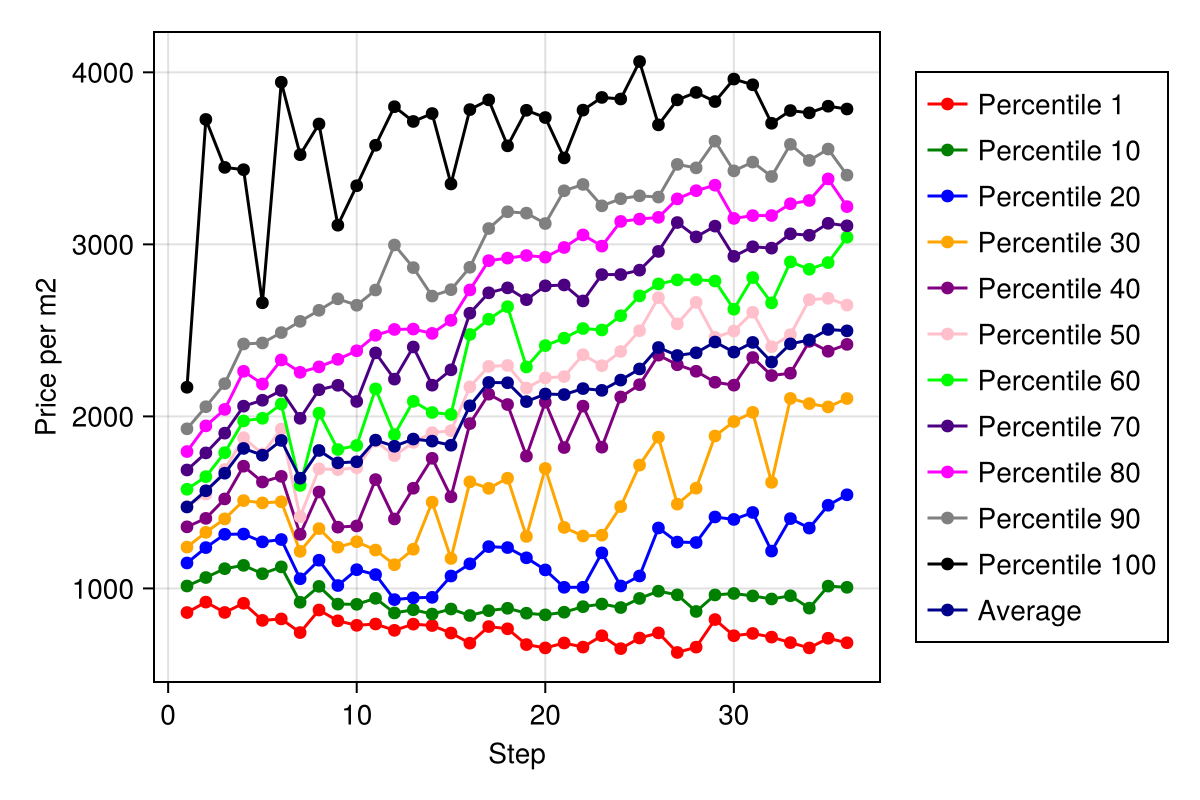 4000
3000
2000
1000
Price per m2
0 10 20 30
Step
Percentile 1
Percentile 10
Percentile 20
Percentile 30
Percentile 40
Percentile 50
Percentile 60
Percentile 70
Percentile 80
Percentile 90
Percentile 100
Average